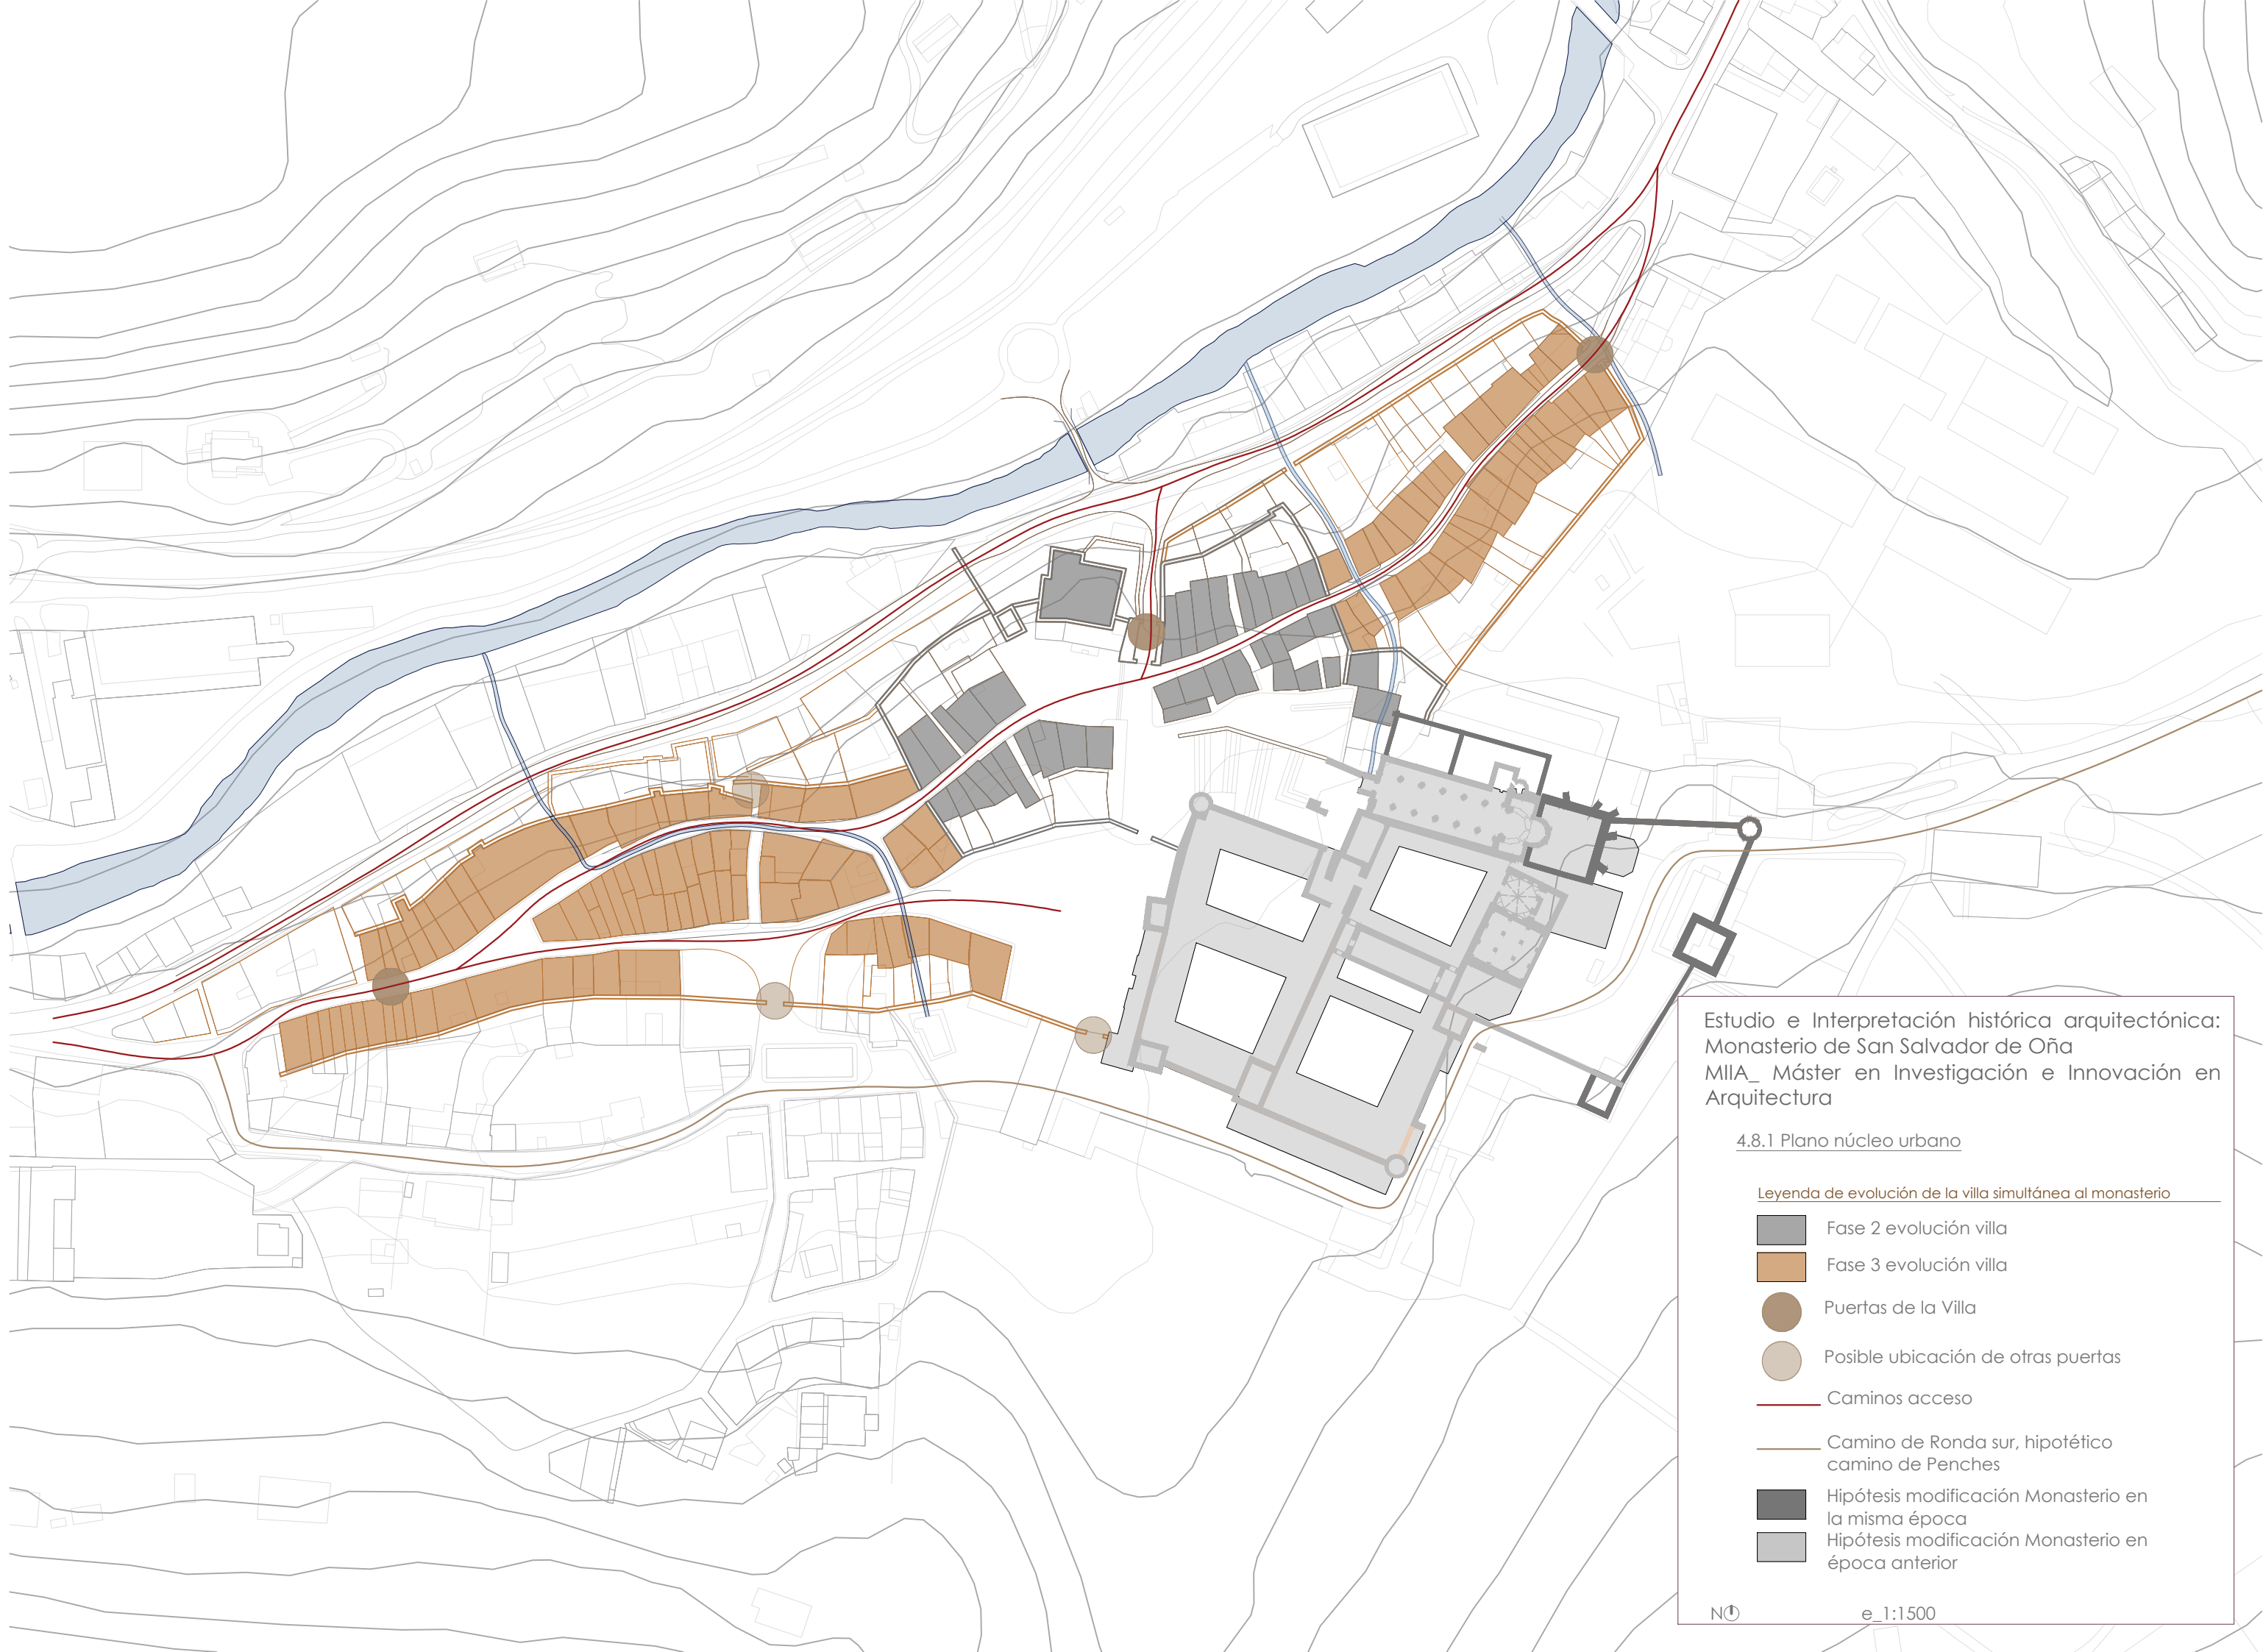 Estudio e Interpretación histórica arquitectónica:
Monasterio de San Salvador de Oña
MIIA_ Máster en Investigación e Innovación en
Arquitectura
4.8.1 Plano núcleo urbano
Leyenda de evolución de la villa simultánea al monasterio
Fase 2 evolución villa
Fase 3 evolución villa
Puertas de la Villa
Posible ubicación de otras puertas
Caminos acceso
Camino de Ronda sur, hipotético
camino de Penches
Hipótesis modificación Monasterio en
la misma época
Hipótesis modificación Monasterio en
época anterior
N
e_1:1500